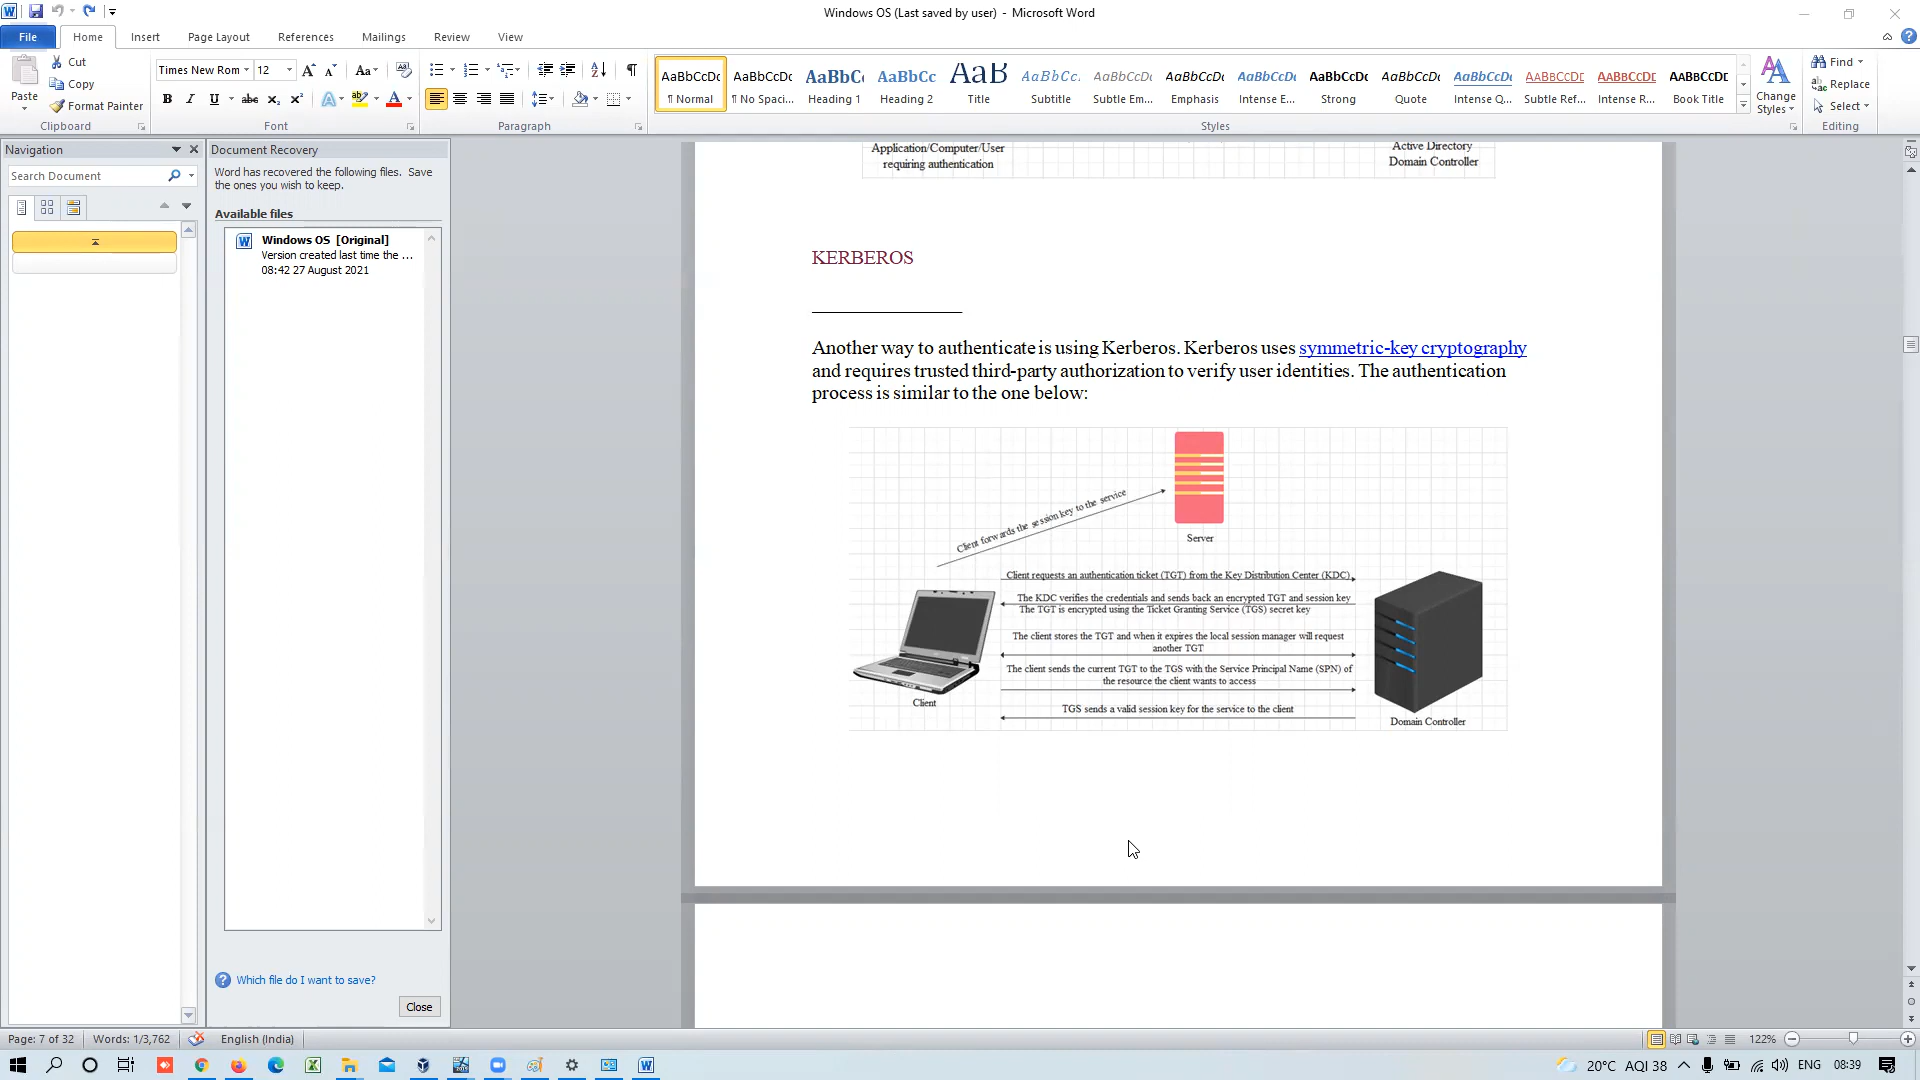 Windows OS (Last saved by user) - Microsoft Word
File Home Insert Page Layout References Mailings Review View
Paste
Cut
Copy
Format Painter
Clipboard
Times New Rom 12
Font
Paragraph
AaBbCcDc AaBbCcDc AaBbC AaBbCc AaB AaBbCc. AaBbCcDc AaBbCcDc AaBbCcDc AaBbCcDc AaBbCcDc AaBbCcDc AABBCCDE AABBCCDE AABBCCDE
¶ Normal ¶ No Spaci... Heading 1 Heading 2 Title Subtitle Subtle Em... Emphasis Intense E... Strong Quote Intense Q... Subtle Ref... Intense R... Book Title
Styles
Change
Styles
Find
Replace
Select
Editing
Navigation
Search Document
Document Recovery
Word has recovered the following files. Save
the ones you wish to keep.
Available files
Windows OS [Original]
Version created last time the ...
08:42 27 August 2021
Which file do I want to save?
Close
Application/Computer/User
requiring authentication
Active Directory
Domain Controller
KERBEROS
Another way to authenticate is using Kerberos. Kerberos uses symmetric-key cryptography
and requires trusted third-party authorization to verify user identities. The authentication
process is similar to the one below:
Server
Client forwards the session key to the service
Client requests an authentication ticket (TGT) from the Key Distribution Center (KDC)
The KDC verifies the credentials and sends back an encrypted TGT and session key
The TGT is encrypted using the Ticket Granting Service (TGS) secret key
The client stores the TGT and when it expires the local session manager will request
another TGT
The client sends the current TGT to the TGS with the Service Principal Name (SPN) of
the resource the client wants to access
TGS sends a valid session key for the service to the client
Client
Domain Controller
Page: 7 of 32 Words: 1/3,762 English (India) 122%
20°C AQI 38 ENG 08:39